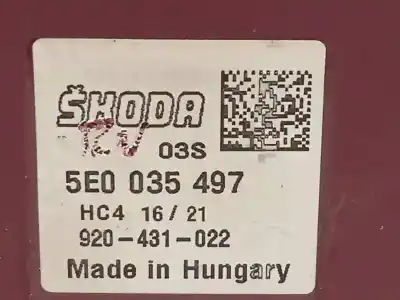 ŠKODA
03S
5E0 035 497
HC4 16/21
920-431-022
Made in Hungary